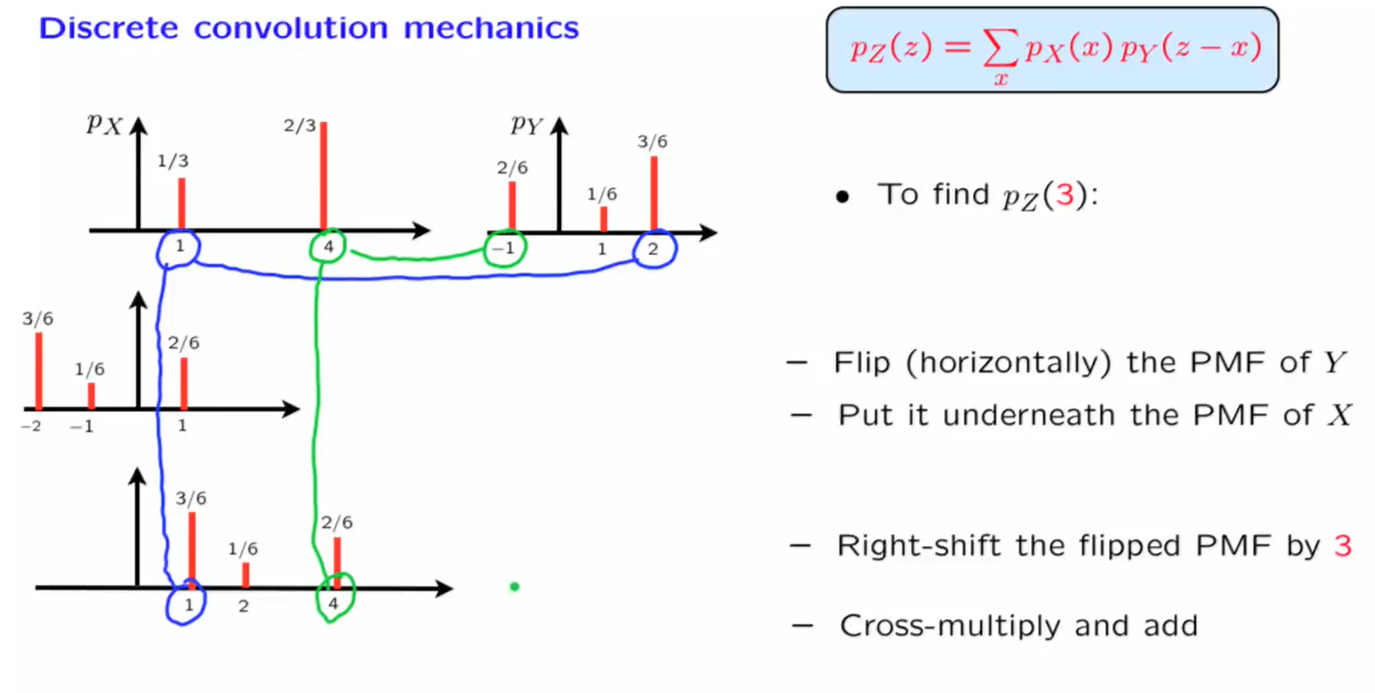 Discrete convolution mechanics
p_Z(z) = ∑_x p_X(x) p_Y(z − x)
p_X
1/3
2/3
1
4
p_Y
2/6
1/6
3/6
−1
1
2
• To find p_Z(3):
3/6
1/6
2/6
−2
−1
1
– Flip (horizontally) the PMF of Y
– Put it underneath the PMF of X
3/6
1/6
2/6
1
2
4
– Right-shift the flipped PMF by 3
– Cross-multiply and add